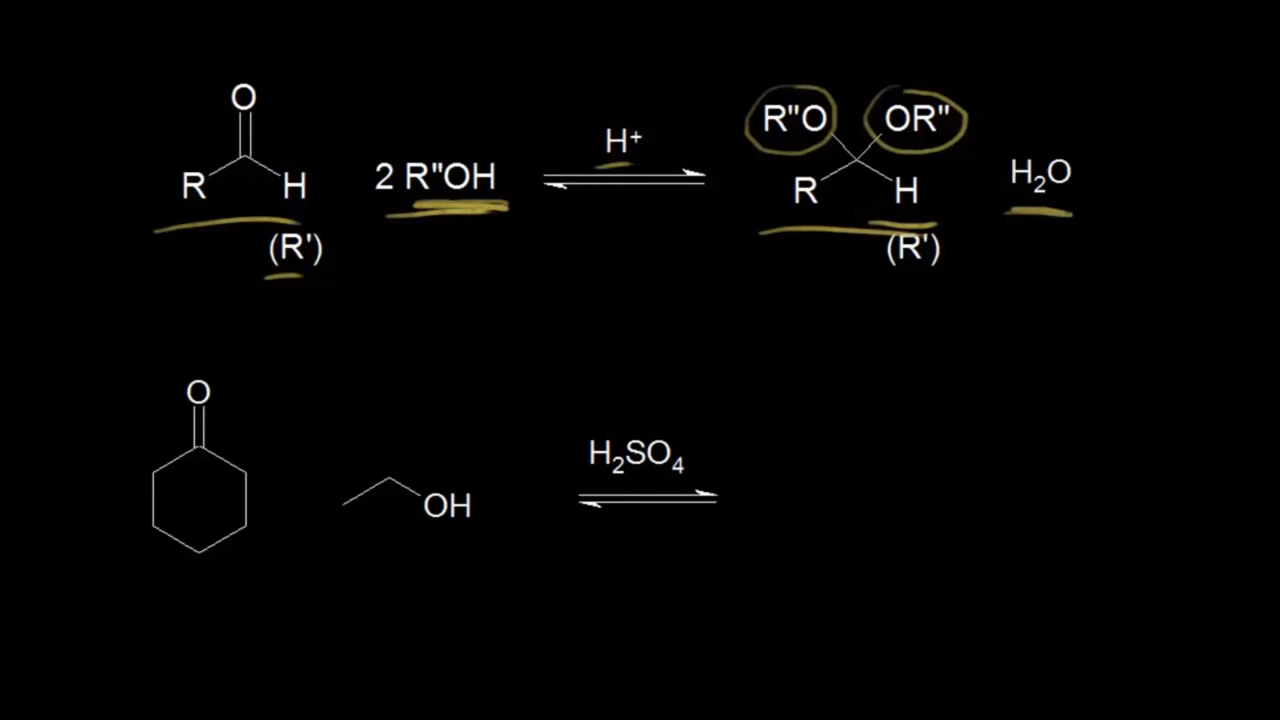 O
R H
(R')
2 R"OH
H⁺
R"O OR"
R H
(R')
H₂O
O
OH
H₂SO₄